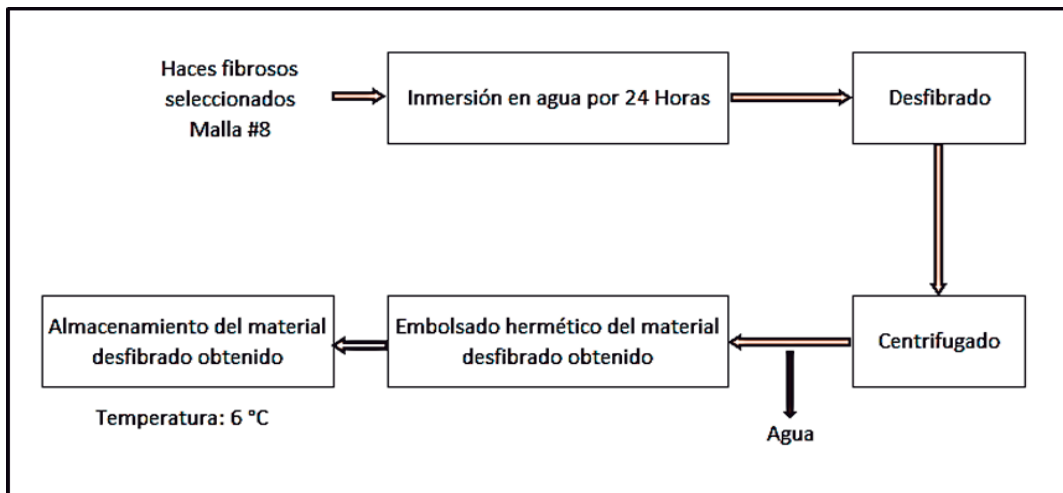 Haces fibrosos
seleccionados
Malla #8
Inmersión en agua por 24 Horas
Desfibrado
Centrifugado
Agua
Embolsado hermético del material
desfibrado obtenido
Almacenamiento del material
desfibrado obtenido
Temperatura: 6 °C